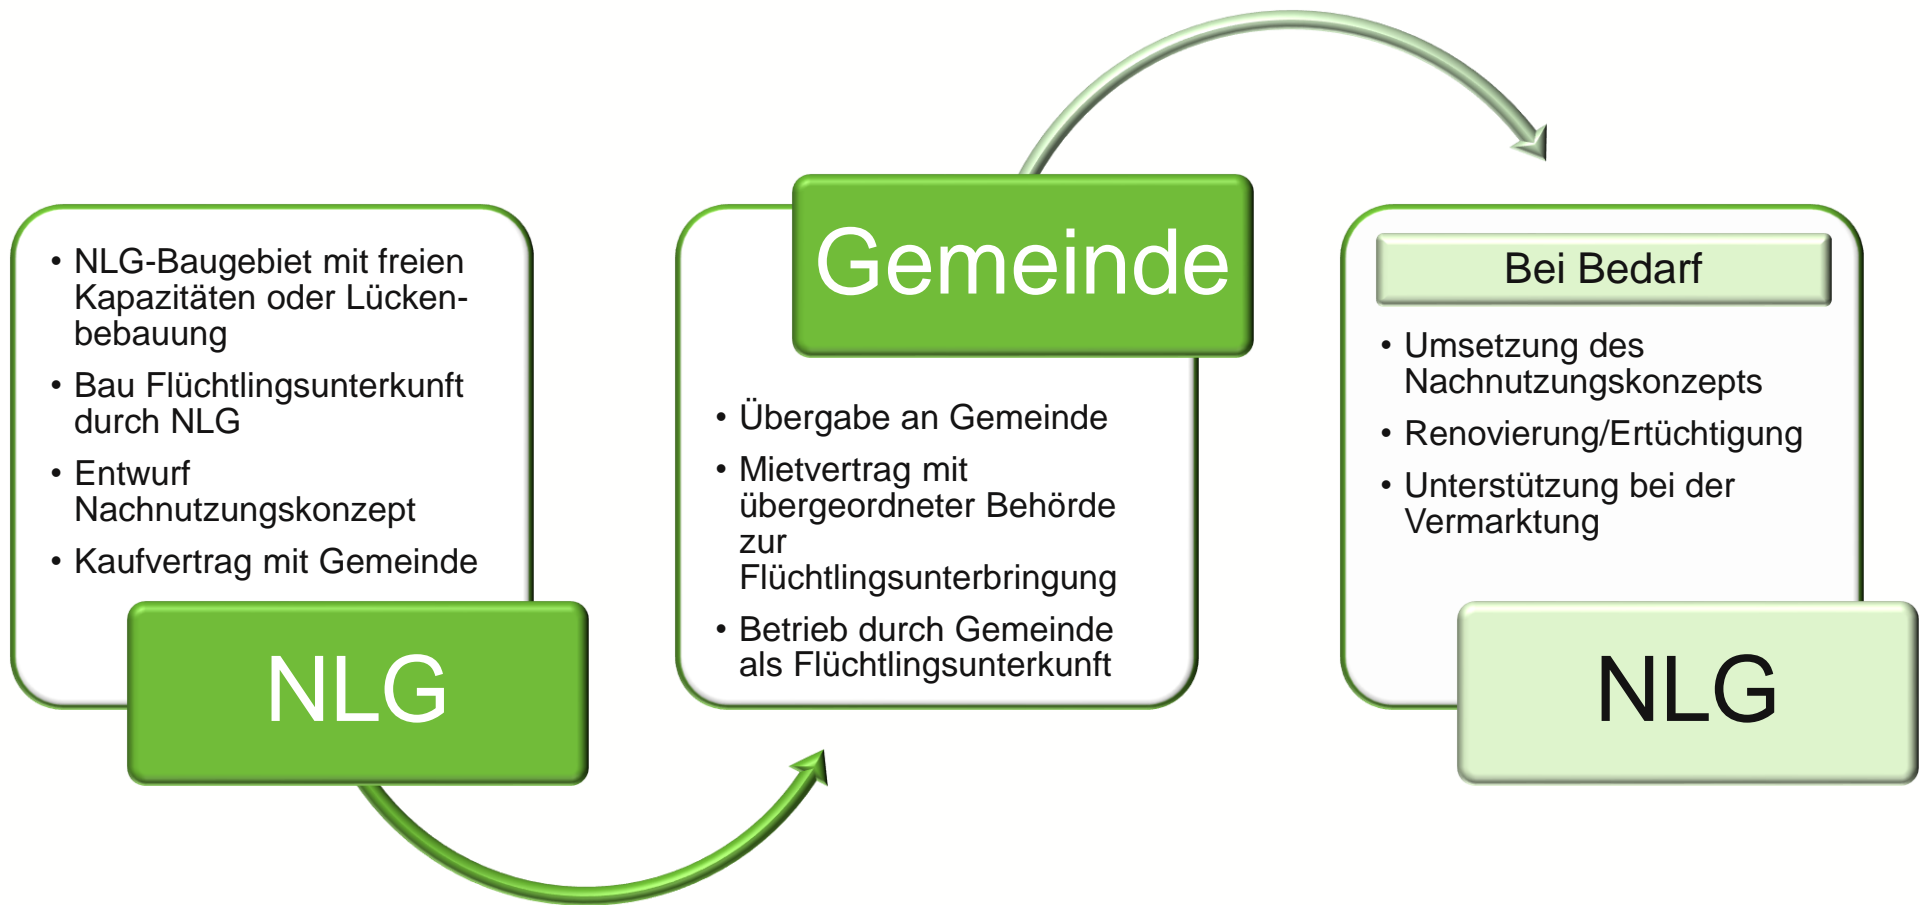 • NLG-Baugebiet mit freien
Kapazitäten oder Lücken-
bebauung
• Bau Flüchtlingsunterkunft
durch NLG
• Entwurf
Nachnutzungskonzept
• Kaufvertrag mit Gemeinde
NLG
Gemeinde
• Übergabe an Gemeinde
• Mietvertrag mit
übergeordneter Behörde
zur
Flüchtlingsunterbringung
• Betrieb durch Gemeinde
als Flüchtlingsunterkunft
Bei Bedarf
• Umsetzung des
Nachnutzungskonzepts
• Renovierung/Ertüchtigung
• Unterstützung bei der
Vermarktung
NLG